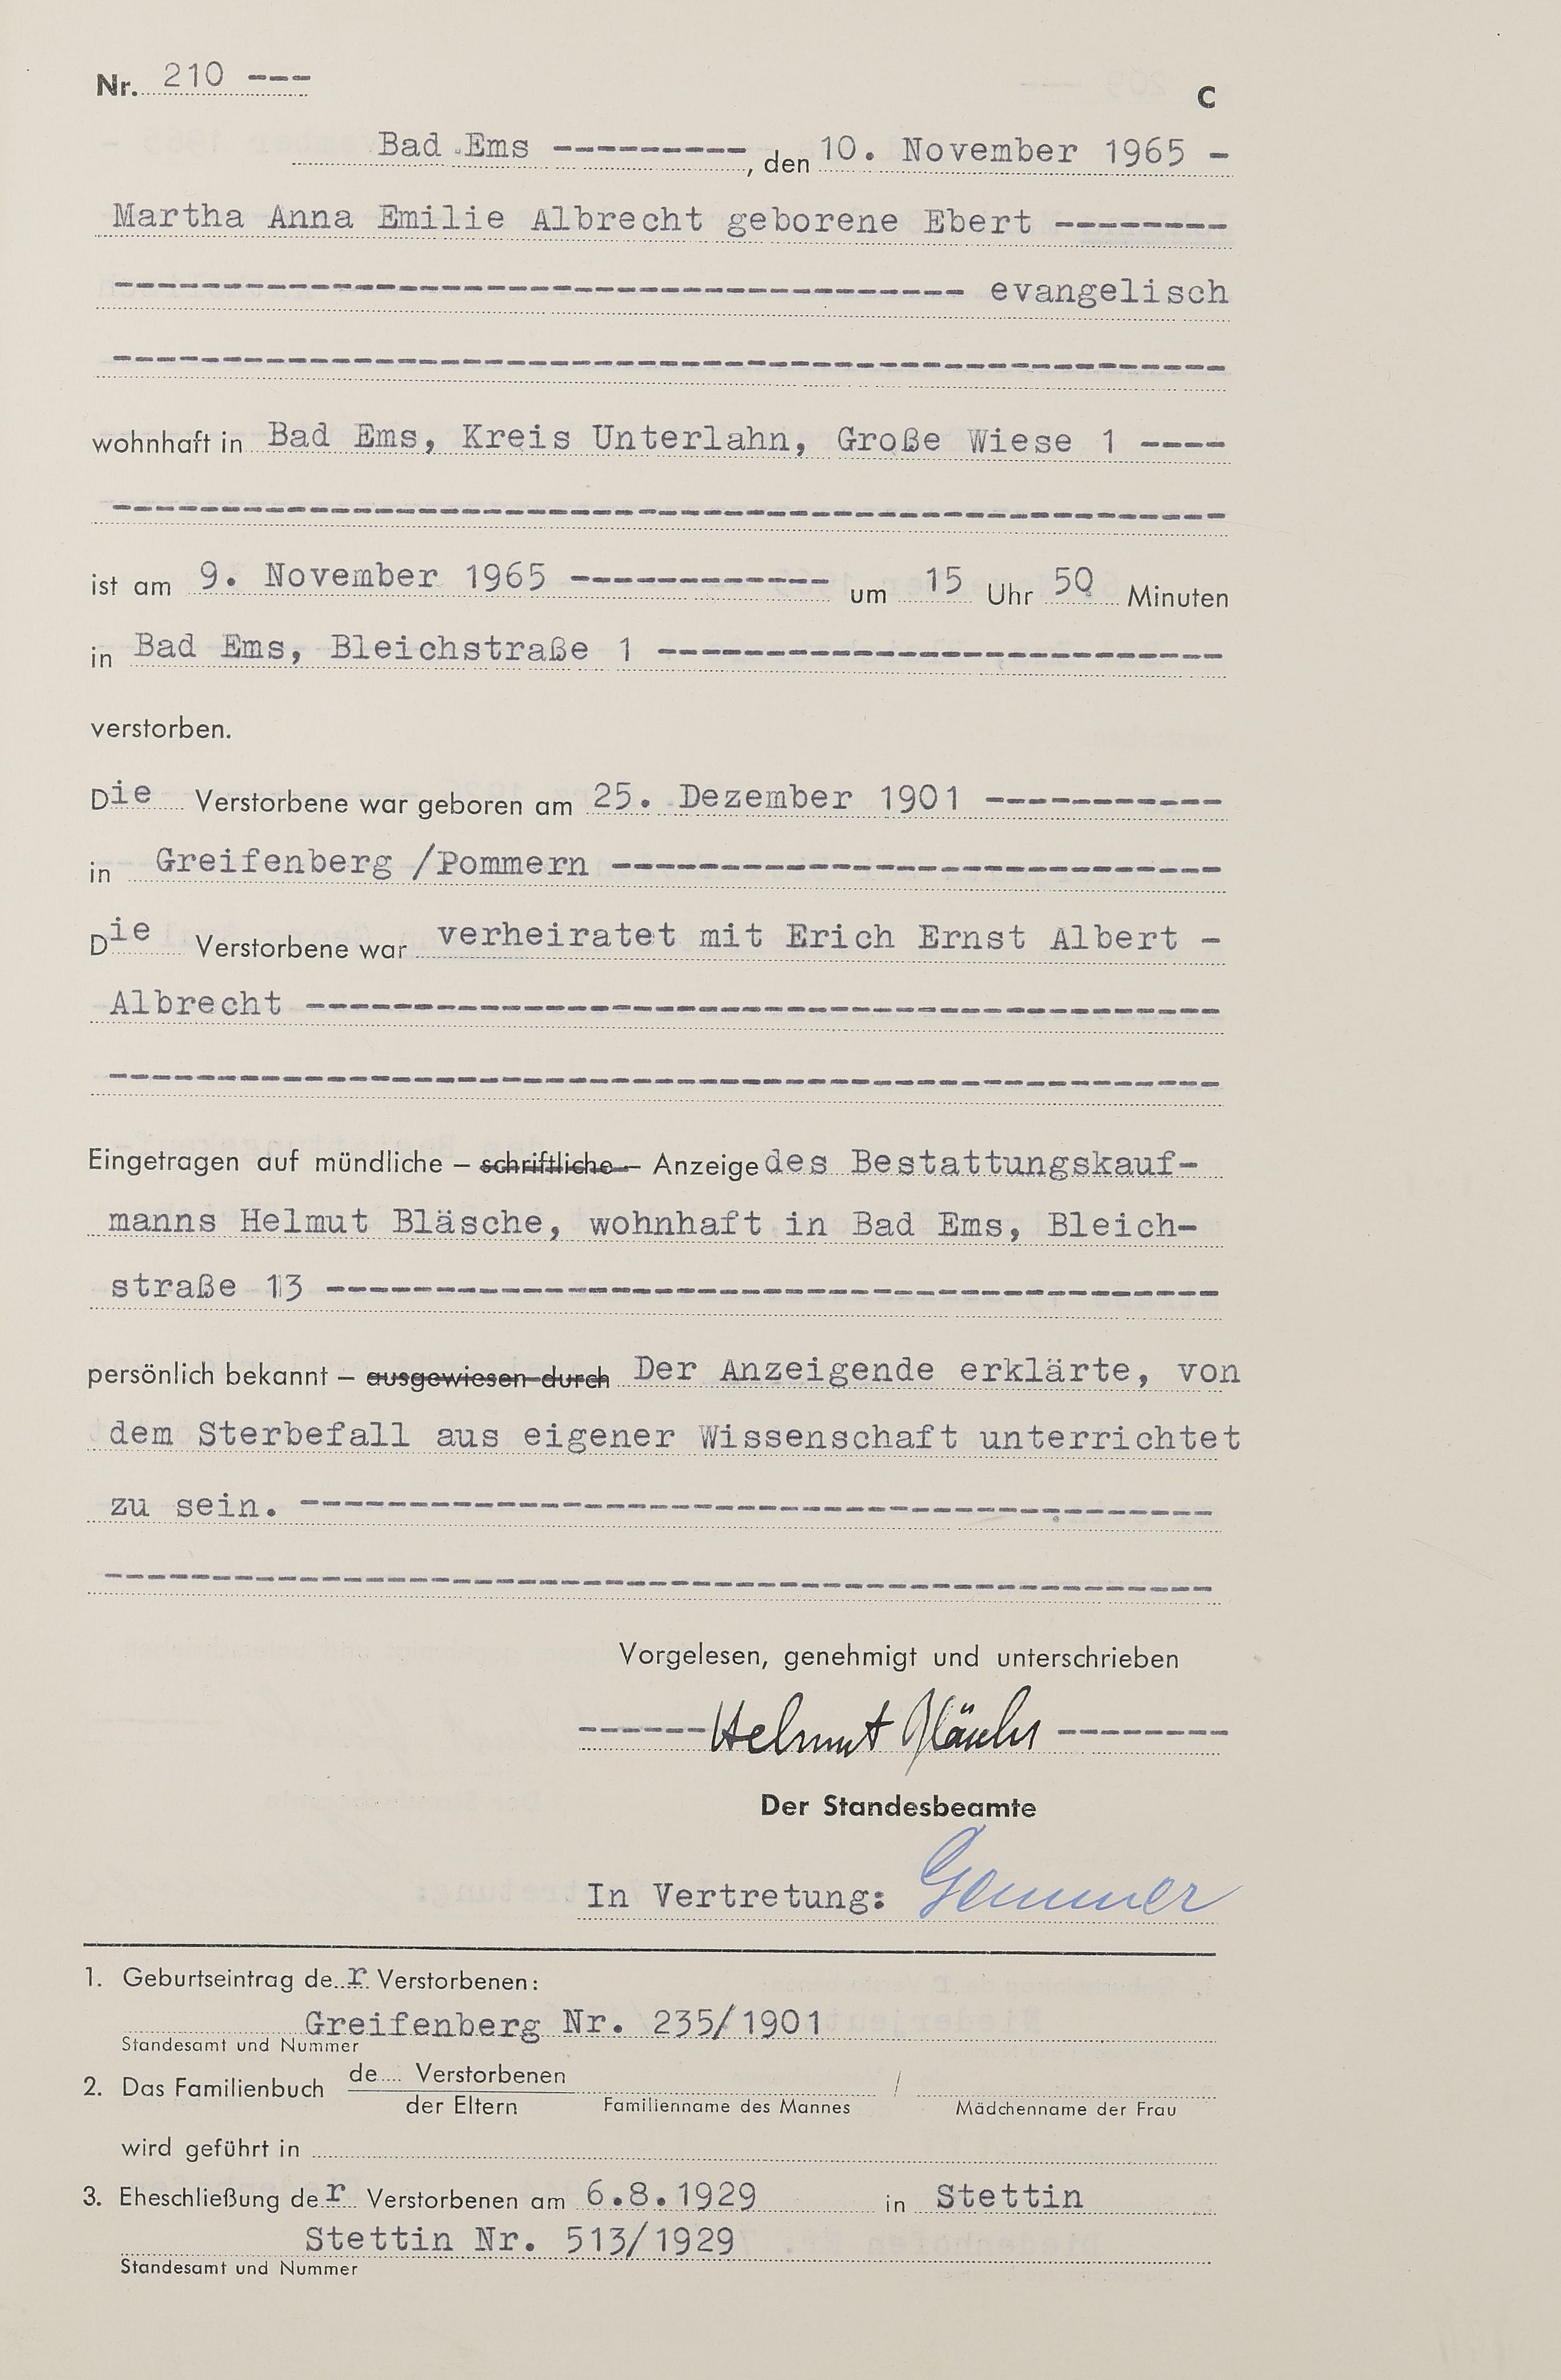 Nr. 210 ---
C
Bad Ems ---------, den 10. November 1965 -
Martha Anna Emilie Albrecht geborene Ebert --------
--------------------------------------- evangelisch
---------------------------------------------------
wohnhaft in Bad Ems, Kreis Unterlahn, Große Wiese 1 ----
---------------------------------------------------
ist am 9. November 1965 ------------ um 15 Uhr 50 Minuten
in Bad Ems, Bleichstraße 1 --------------------------
verstorben.
Die Verstorbene war geboren am 25. Dezember 1901 -----------
in Greifenberg /Pommern ----------------------------
Die Verstorbene war verheiratet mit Erich Ernst Albert -
Albrecht ------------------------------------------
---------------------------------------------------
Eingetragen auf mündliche – schriftliche – Anzeige des Bestattungskauf-
manns Helmut Bläsche, wohnhaft in Bad Ems, Bleich-
straße 13 -----------------------------------------
persönlich bekannt – ausgewiesen durch Der Anzeigende erklärte, von
dem Sterbefall aus eigener Wissenschaft unterrichtet
zu sein. ------------------------------------------
---------------------------------------------------
Vorgelesen, genehmigt und unterschrieben
------Helmut Bläsche --------
Der Standesbeamte
In Vertretung: Gemmer
1. Geburtseintrag der Verstorbenen:
Greifenberg Nr. 235/1901
Standesamt und Nummer
2. Das Familienbuch de.... Verstorbenen /
der Eltern Familienname des Mannes Mädchenname der Frau
wird geführt in
3. Eheschließung der Verstorbenen am 6.8.1929 in Stettin
Stettin Nr. 513/1929
Standesamt und Nummer